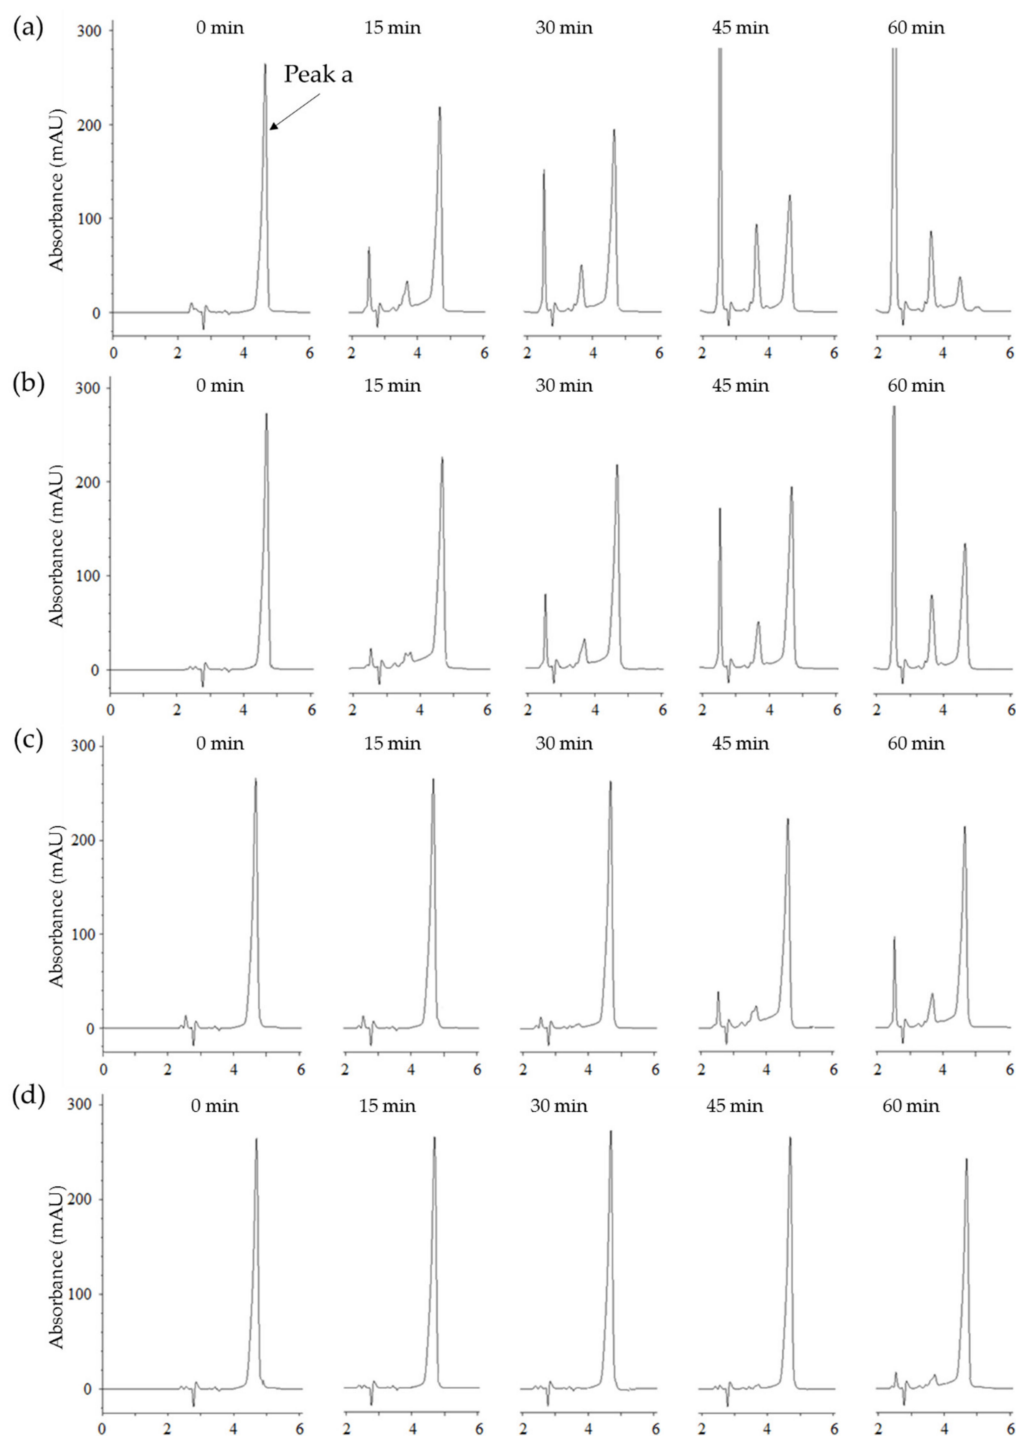 (a) 0 min 15 min 30 min 45 min 60 min
Peak a
Absorbance (mAU)
300
200
100
0
0 2 4 6 2 4 6 2 4 6 2 4 6 2 4 6
(b) 0 min 15 min 30 min 45 min 60 min
Absorbance (mAU)
300
200
100
0
0 2 4 6 2 4 6 2 4 6 2 4 6 2 4 6
(c) 0 min 15 min 30 min 45 min 60 min
Absorbance (mAU)
300
200
100
0
0 2 4 6 2 4 6 2 4 6 2 4 6 2 4 6
(d) 0 min 15 min 30 min 45 min 60 min
Absorbance (mAU)
300
200
100
0
0 2 4 6 2 4 6 2 4 6 2 4 6 2 4 6